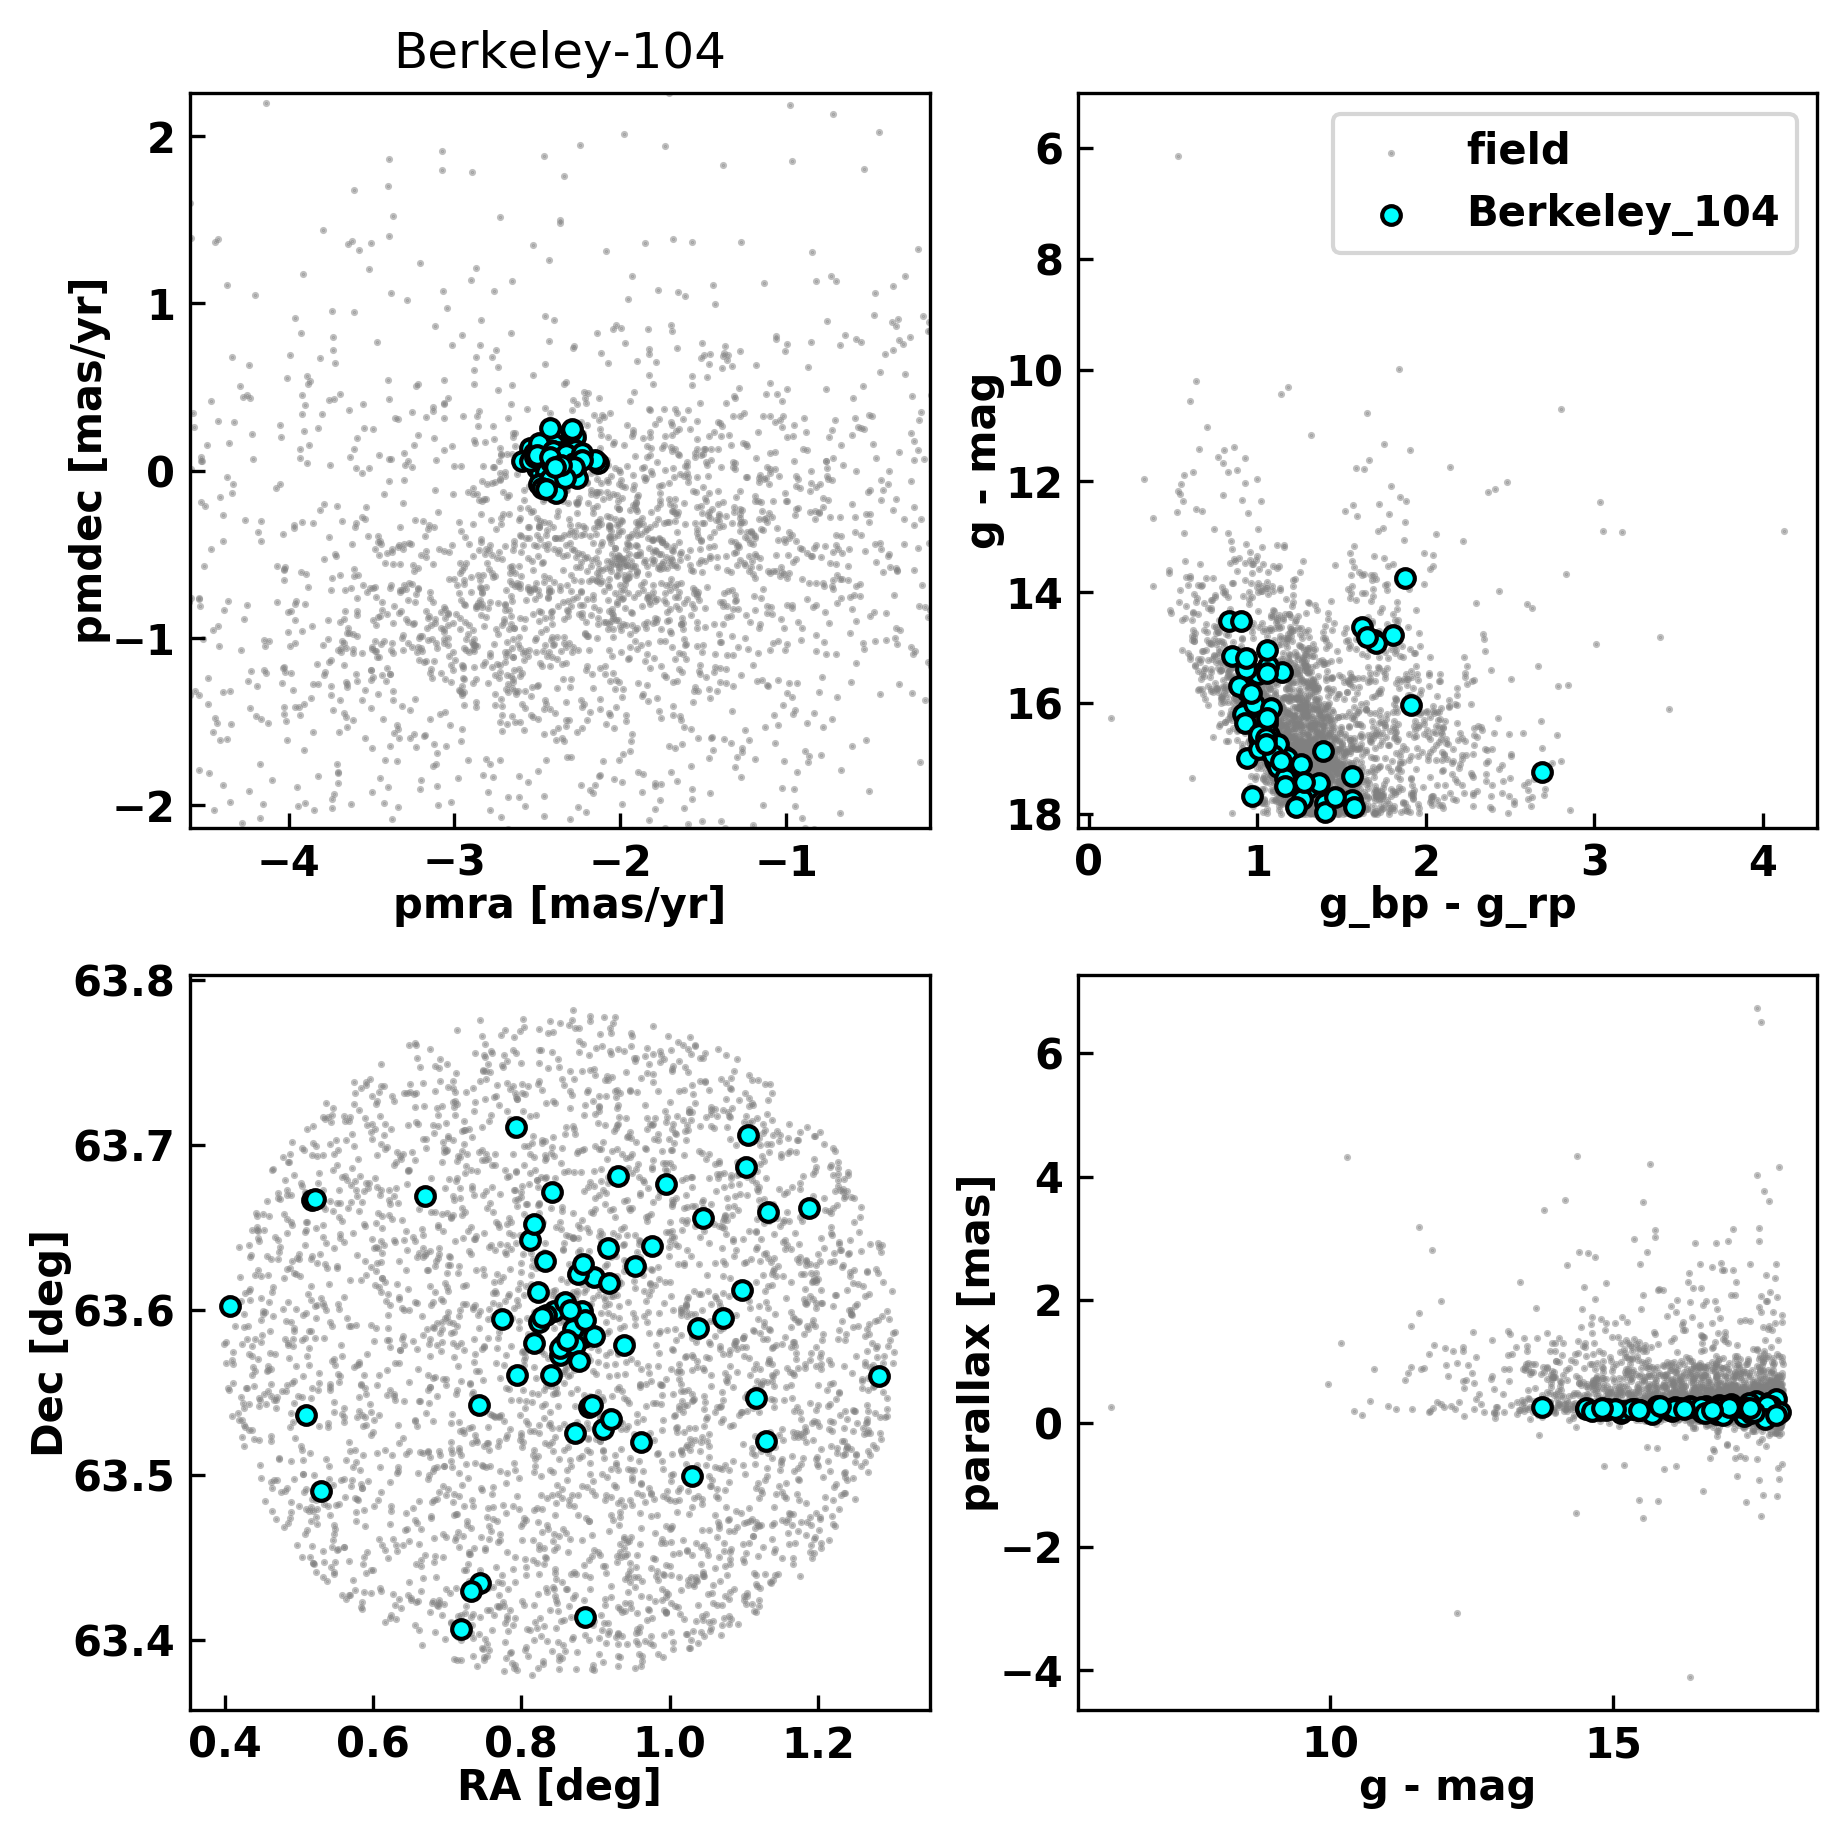 Berkeley-104
2
1
0
−1
−2
pmdec [mas/yr]
−4 −3 −2 −1
pmra [mas/yr]
field
Berkeley_104
6
8
10
12
14
16
18
g - mag
0 1 2 3 4
g_bp - g_rp
63.8
63.7
63.6
63.5
63.4
Dec [deg]
0.4 0.6 0.8 1.0 1.2
RA [deg]
6
4
2
0
−2
−4
parallax [mas]
10 15
g - mag